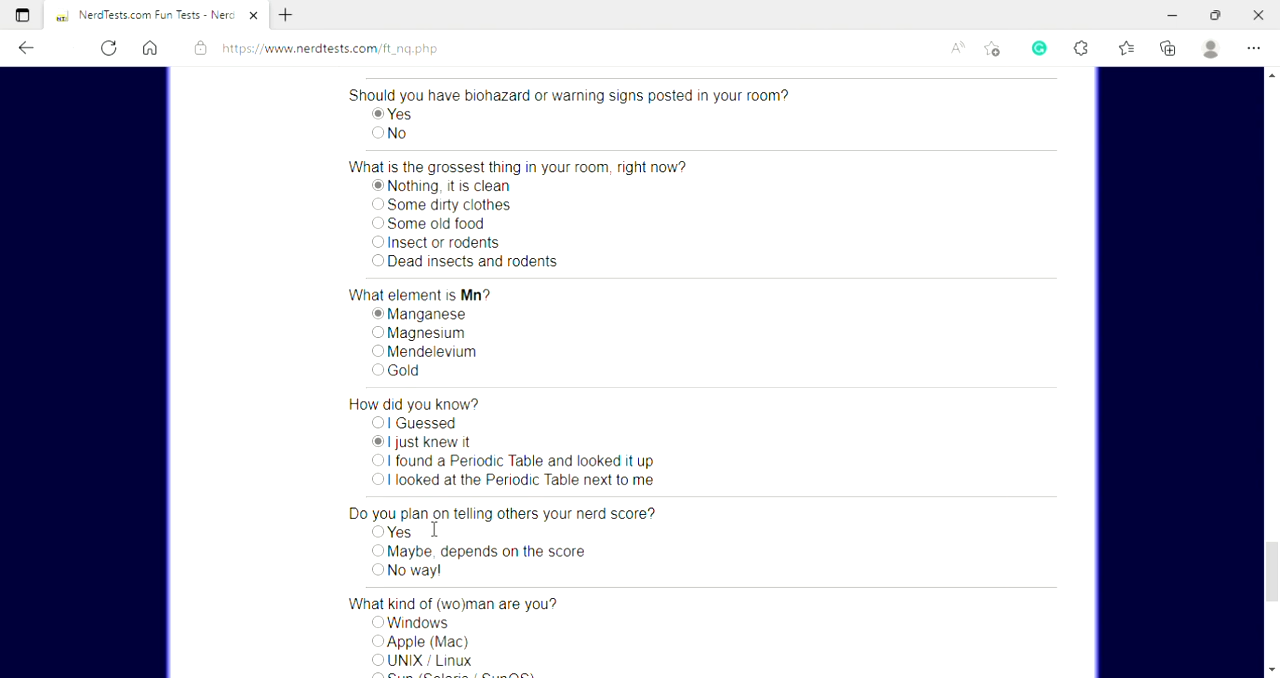 NerdTests.com Fun Tests - Nerd
https://www.nerdtests.com/ft_nq.php
Should you have biohazard or warning signs posted in your room?
Yes
No
What is the grossest thing in your room, right now?
Nothing, it is clean
Some dirty clothes
Some old food
Insect or rodents
Dead insects and rodents
What element is Mn?
Manganese
Magnesium
Mendelevium
Gold
How did you know?
I Guessed
I just knew it
I found a Periodic Table and looked it up
I looked at the Periodic Table next to me
Do you plan on telling others your nerd score?
Yes
Maybe, depends on the score
No way!
What kind of (wo)man are you?
Windows
Apple (Mac)
UNIX / Linux
Sun (Solaris / SunOS)